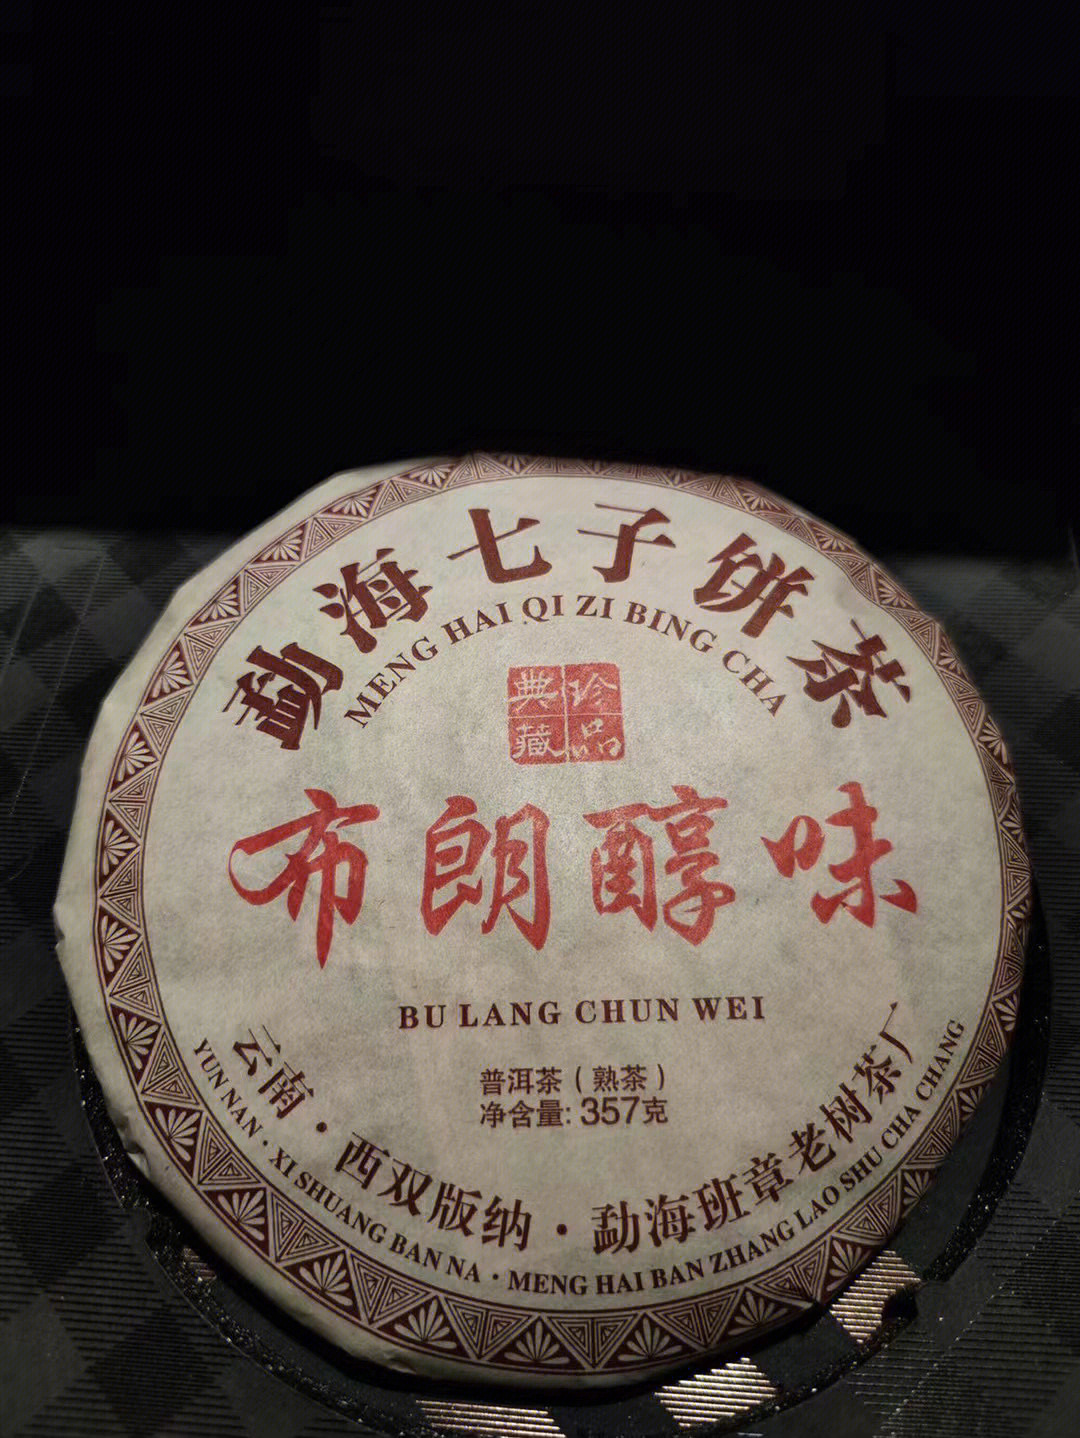 勐海七子饼茶
MENG HAI QI ZI BING CHA
珍品
典藏
布朗醇味
BU LANG CHUN WEI
普洱茶(熟茶)
净含量: 357克
云南·西双版纳·勐海班章老树茶厂
YUN NAN·XI SHUANG BAN NA·MENG HAI BAN ZHANG LAO SHU CHA CHANG